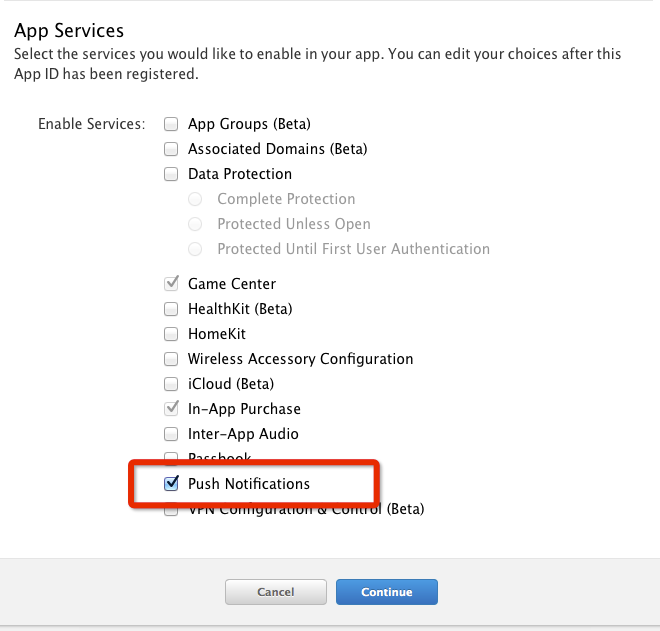 App Services
Select the services you would like to enable in your app. You can edit your choices after this
App ID has been registered.
Enable Services:
App Groups (Beta)
Associated Domains (Beta)
Data Protection
Complete Protection
Protected Unless Open
Protected Until First User Authentication
Game Center
HealthKit (Beta)
HomeKit
Wireless Accessory Configuration
iCloud (Beta)
In-App Purchase
Inter-App Audio
Passbook
Push Notifications
VPN Configuration & Control (Beta)
Cancel
Continue